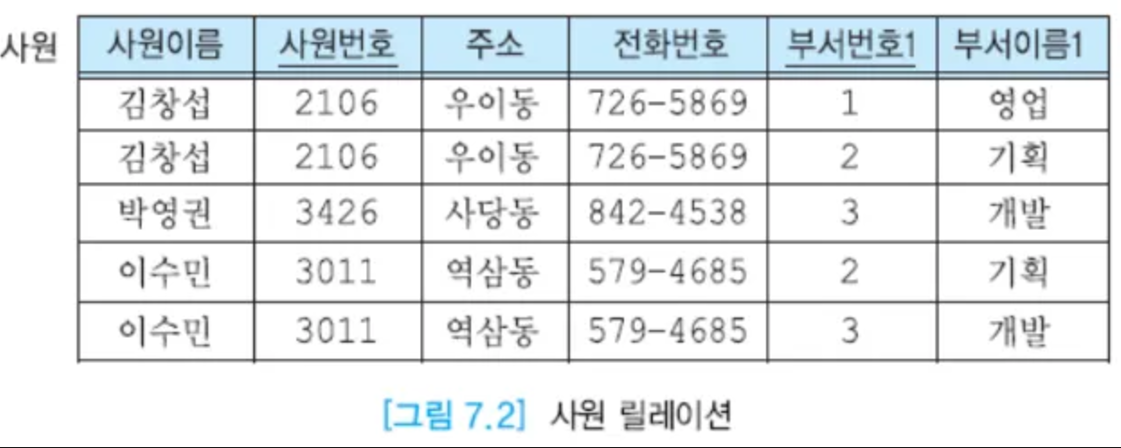 사원 사원이름 사원번호 주소 전화번호 부서번호1 부서이름1
김창섭 2106 우이동 726-5869 1 영업
김창섭 2106 우이동 726-5869 2 기획
박영권 3426 사당동 842-4538 3 개발
이수민 3011 역삼동 579-4685 2 기획
이수민 3011 역삼동 579-4685 3 개발
[그림 7.2] 사원 릴레이션